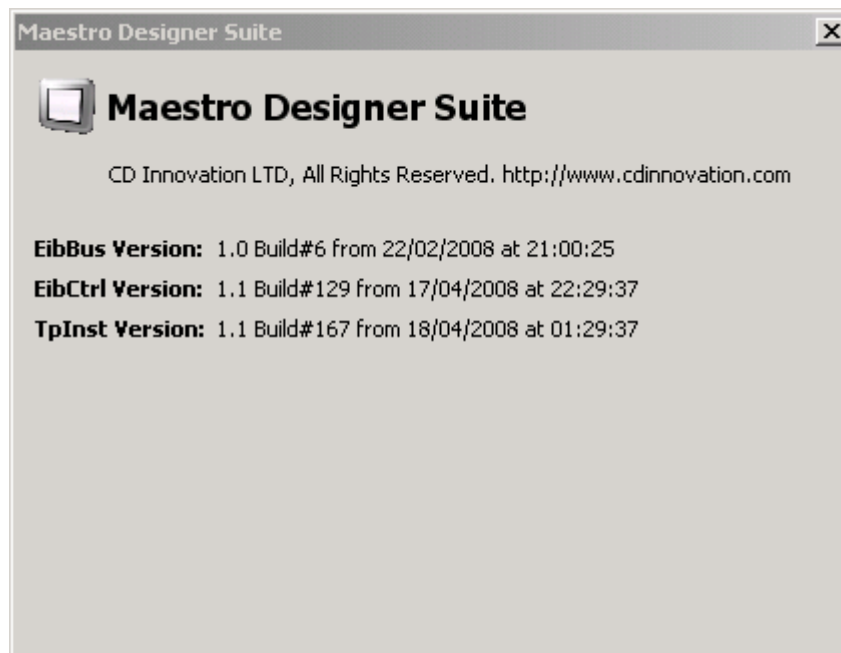 Maestro Designer Suite
Maestro Designer Suite
CD Innovation LTD, All Rights Reserved. http://www.cdinnovation.com
EibBus Version: 1.0 Build#6 from 22/02/2008 at 21:00:25
EibCtrl Version: 1.1 Build#129 from 17/04/2008 at 22:29:37
TpInst Version: 1.1 Build#167 from 18/04/2008 at 01:29:37